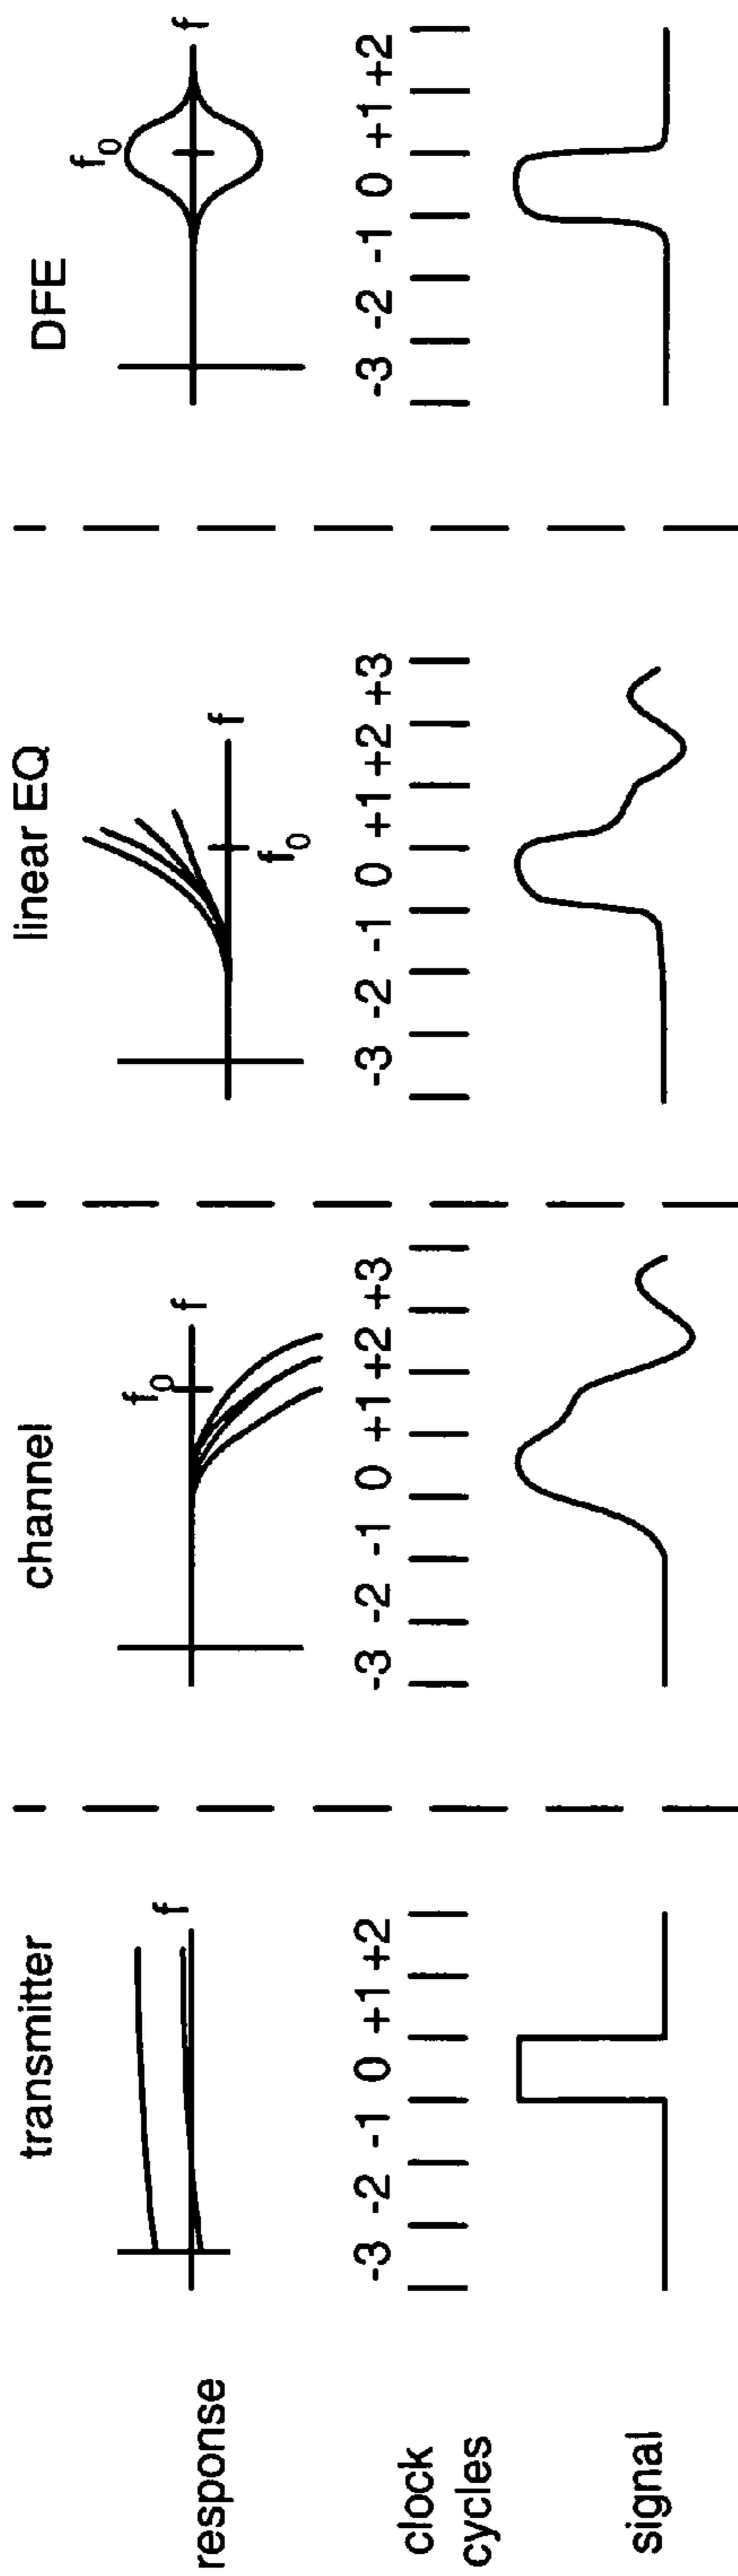 transmitter channel linear EQ DFE
response f f₀ f f f₀ f₀ f
clock cycles -3 -2 -1 0 +1 +2 -3 -2 -1 0 +1 +2 +3 -3 -2 -1 0 +1 +2 +3 -3 -2 -1 0 +1 +2
signal